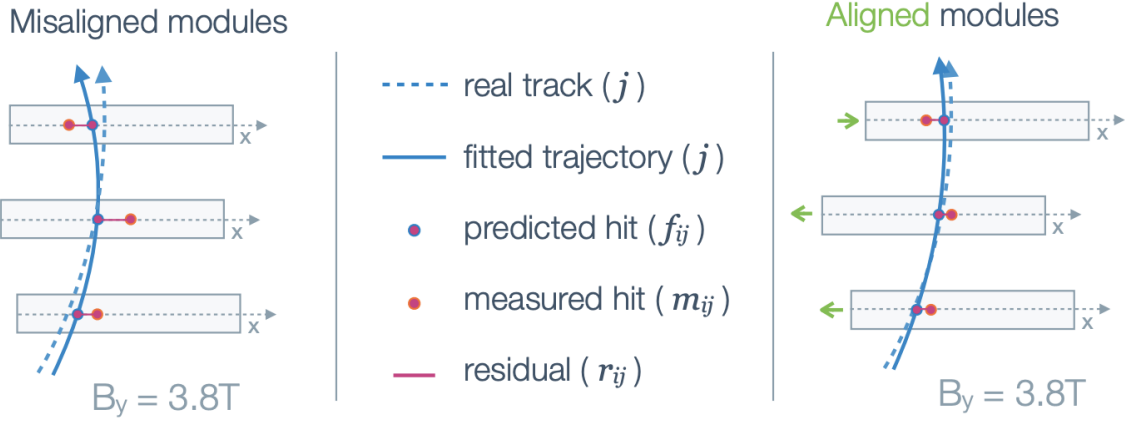 Misaligned modules
x
x
x
B_y = 3.8T
real track (j)
fitted trajectory (j)
predicted hit (f_ij)
measured hit (m_ij)
residual (r_ij)
Aligned modules
x
x
x
B_y = 3.8T